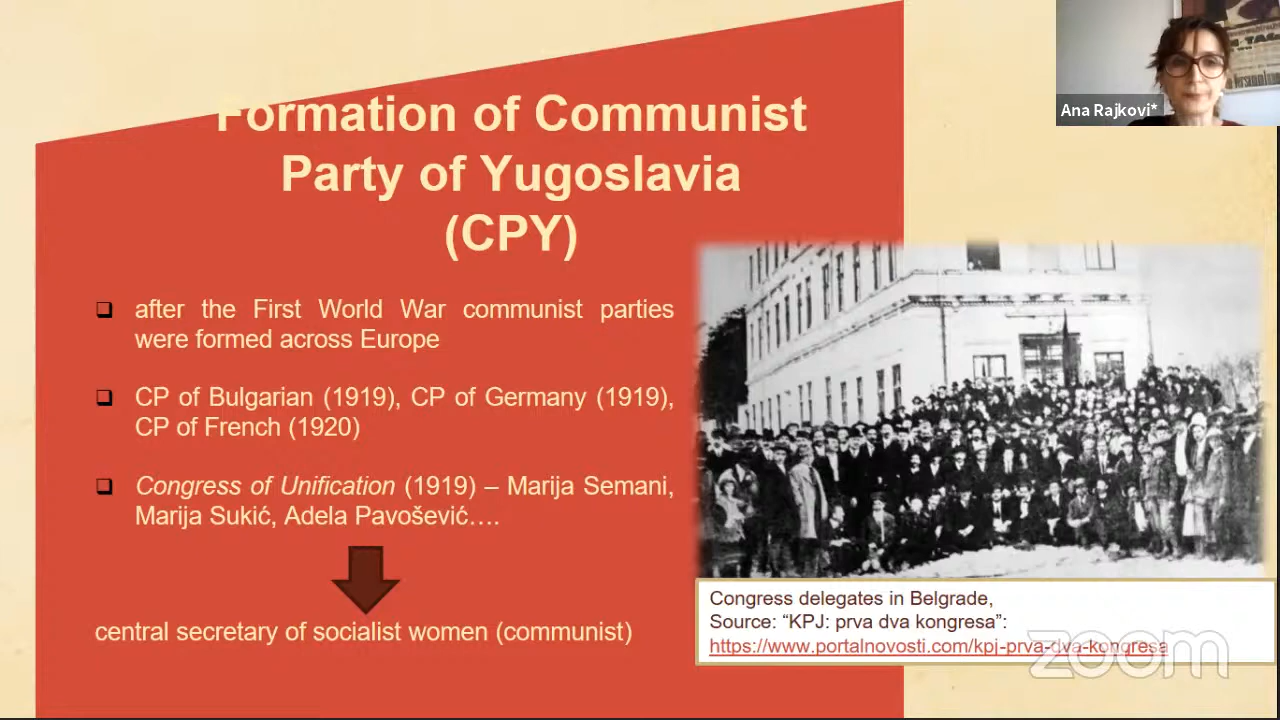 Formation of Communist
Party of Yugoslavia
(CPY)
❑ after the First World War communist parties
were formed across Europe
❑ CP of Bulgarian (1919), CP of Germany (1919),
CP of French (1920)
❑ Congress of Unification (1919) – Marija Semani,
Marija Sukić, Adela Pavošević….
central secretary of socialist women (communist)
Congress delegates in Belgrade,
Source: “KPJ: prva dva kongresa”:
https://www.portalnovosti.com/kpj-prva-dva-kongresa
Ana Rajkovi*
zoom